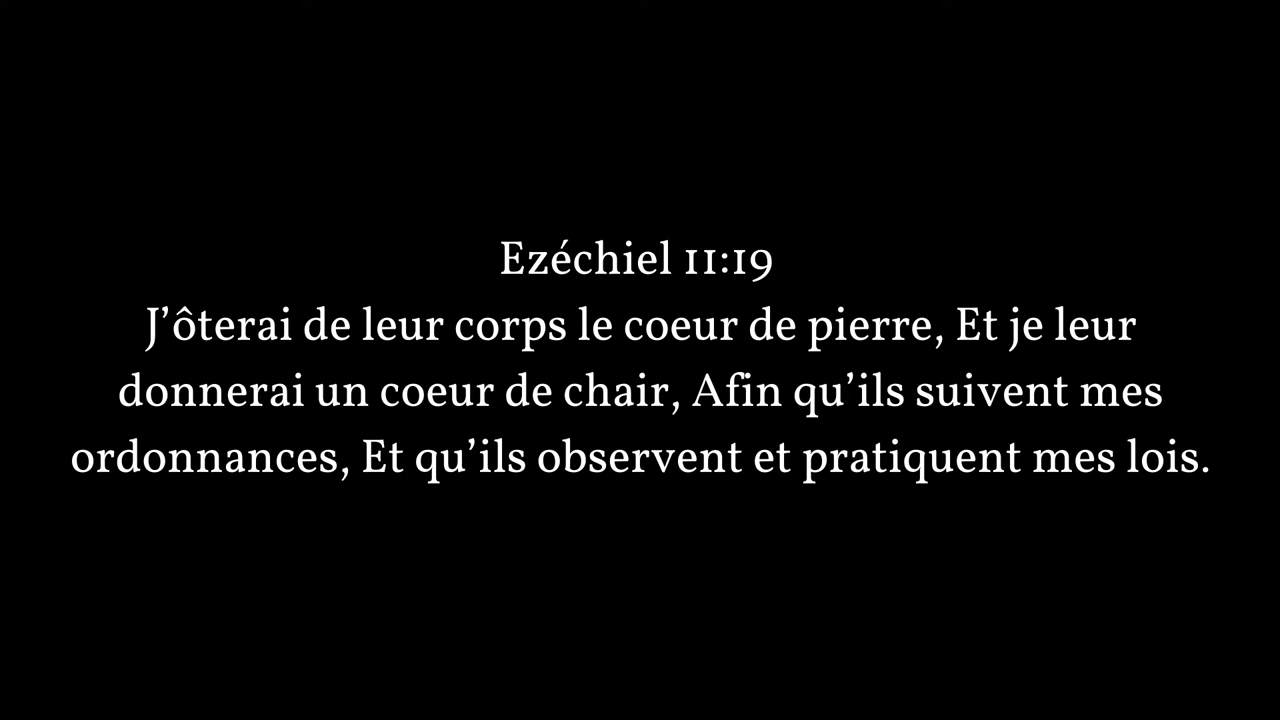 Ezéchiel 11:19
J’ôterai de leur corps le coeur de pierre, Et je leur
donnerai un coeur de chair, Afin qu’ils suivent mes
ordonnances, Et qu’ils observent et pratiquent mes lois.